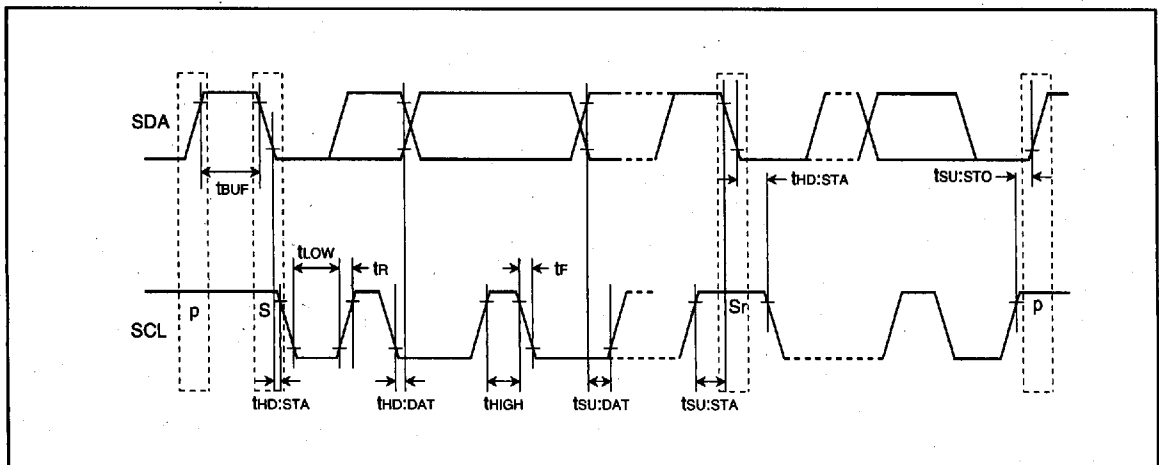 SDA
tBUF
tHD:STA
tSU:STO
tLOW
tR
tF
p
S
Sr
p
SCL
tHD:STA
tHD:DAT
tHIGH
tSU:DAT
tSU:STA